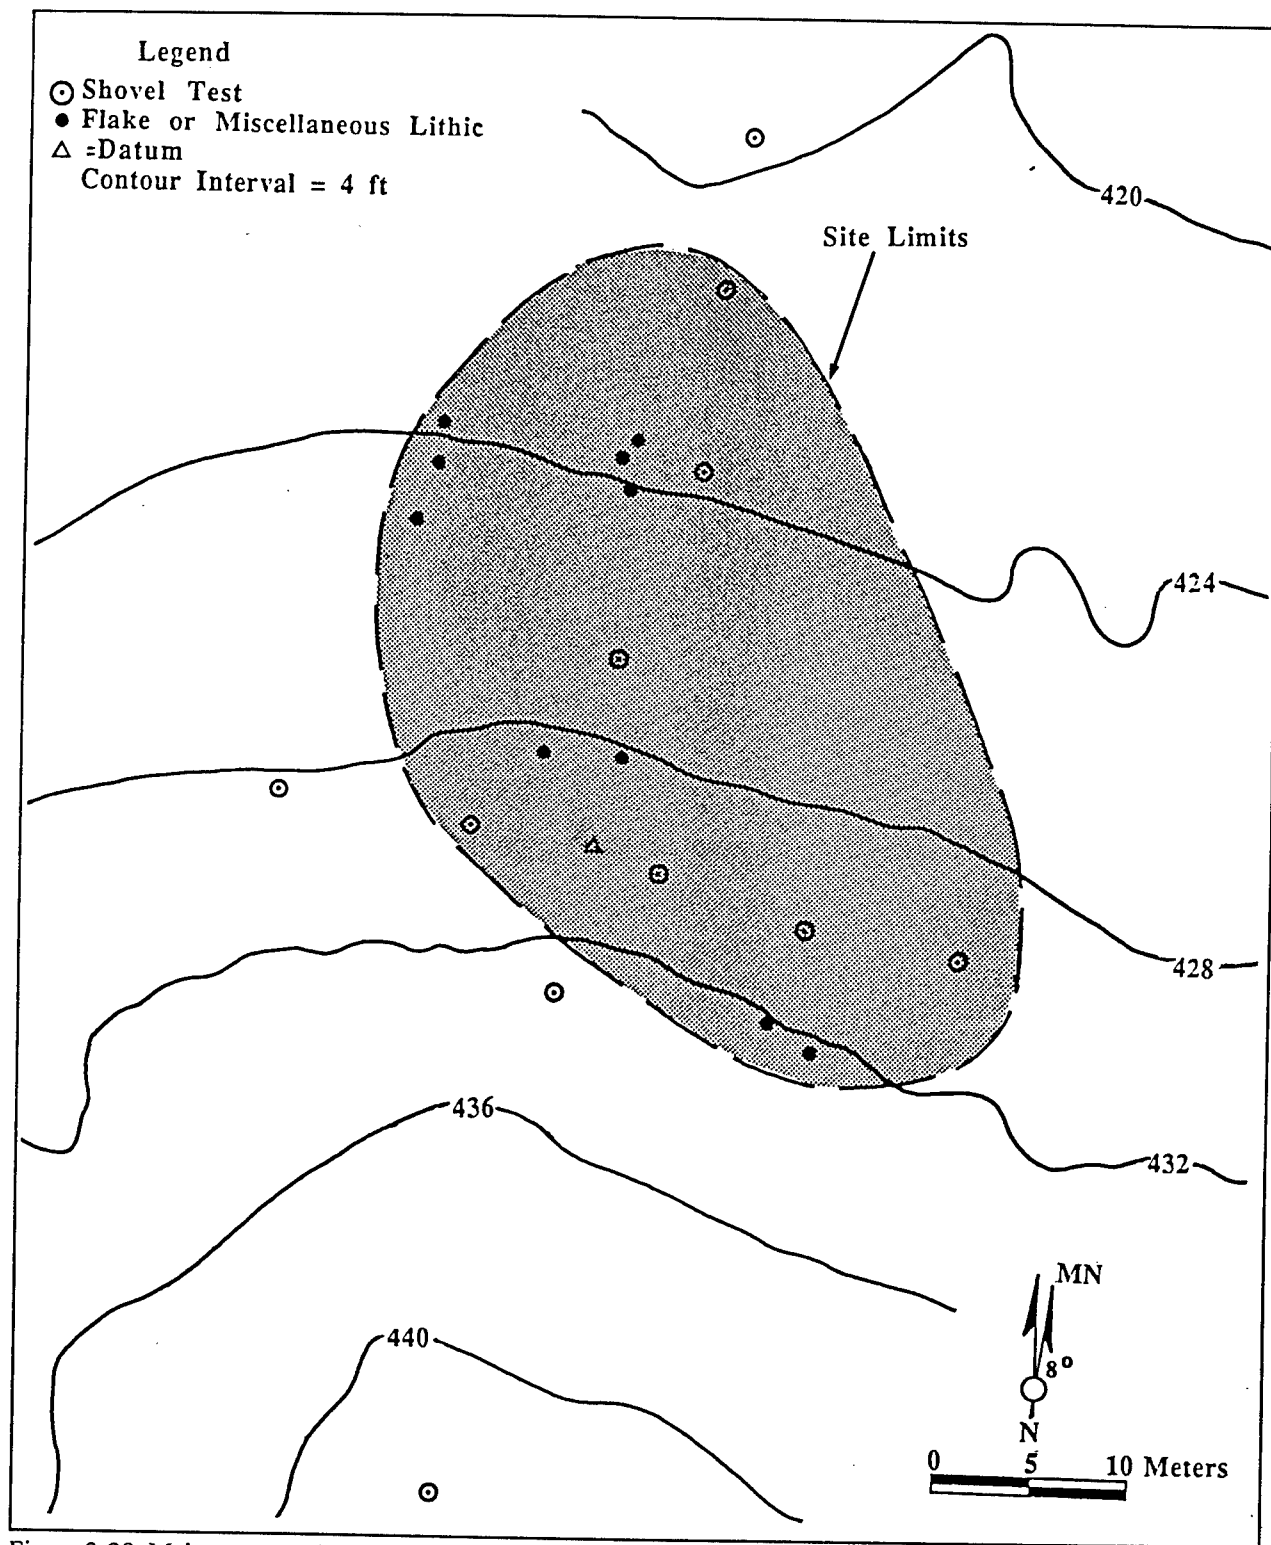 Legend
Shovel Test
Flake or Miscellaneous Lithic
=Datum
Contour Interval = 4 ft
420
Site Limits
424
428
436
432
MN
440
8°
N
0 5 10 Meters